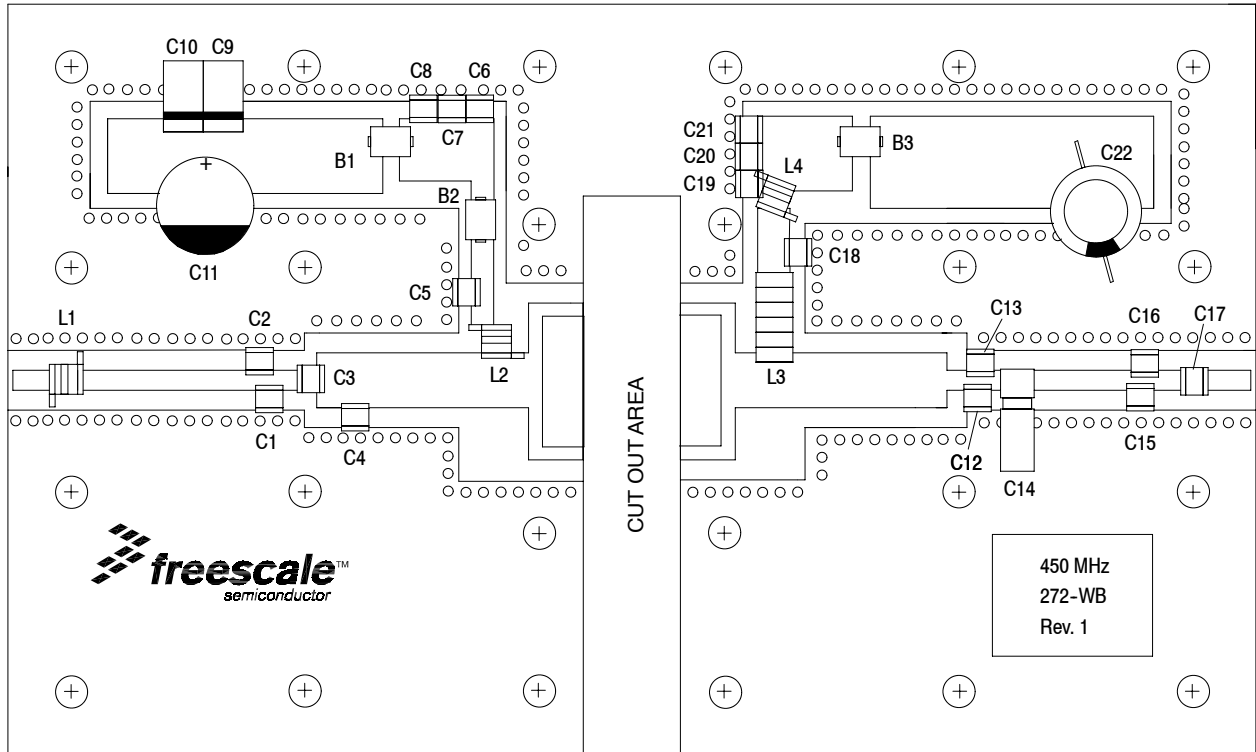 C10 C9
C8 C6
C7
B1
B2
C11
C5
L1
C2
L2
C3
C1
C4
C21
C20
C19
L4
B3
C22
C18
C13
C16
C17
L3
C12
C14
C15
CUT OUT AREA
freescale™
semiconductor
450 MHz
272-WB
Rev. 1
+